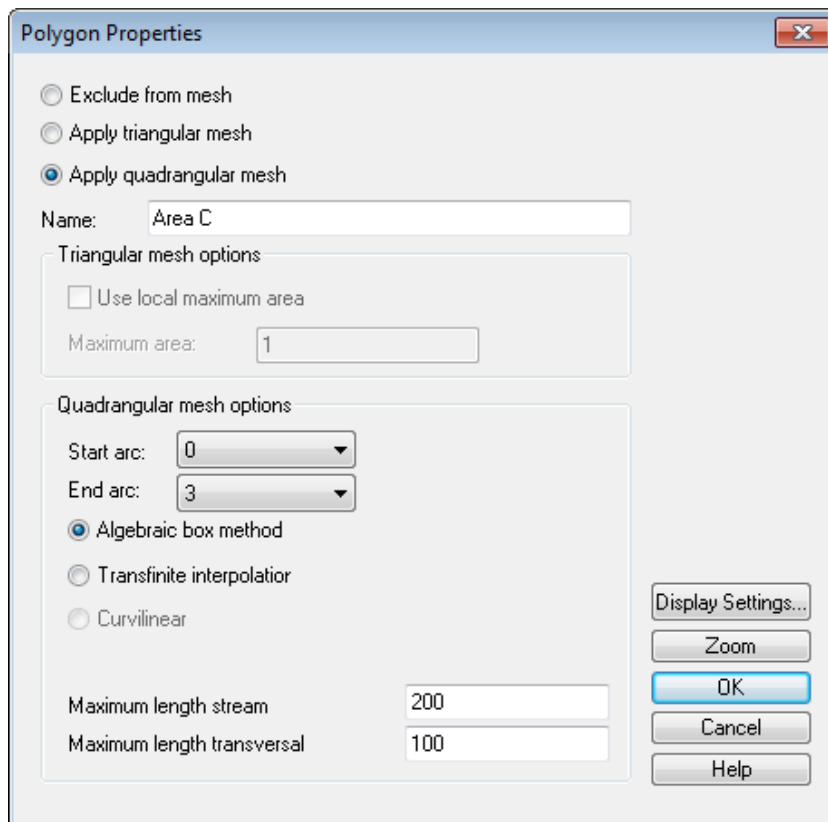 Polygon Properties
Exclude from mesh
Apply triangular mesh
Apply quadrangular mesh
Name: Area C
Triangular mesh options
Use local maximum area
Maximum area: 1
Quadrangular mesh options
Start arc: 0
End arc: 3
Algebraic box method
Transfinite interpolatior
Curvilinear
Maximum length stream 200
Maximum length transversal 100
Display Settings...
Zoom
OK
Cancel
Help